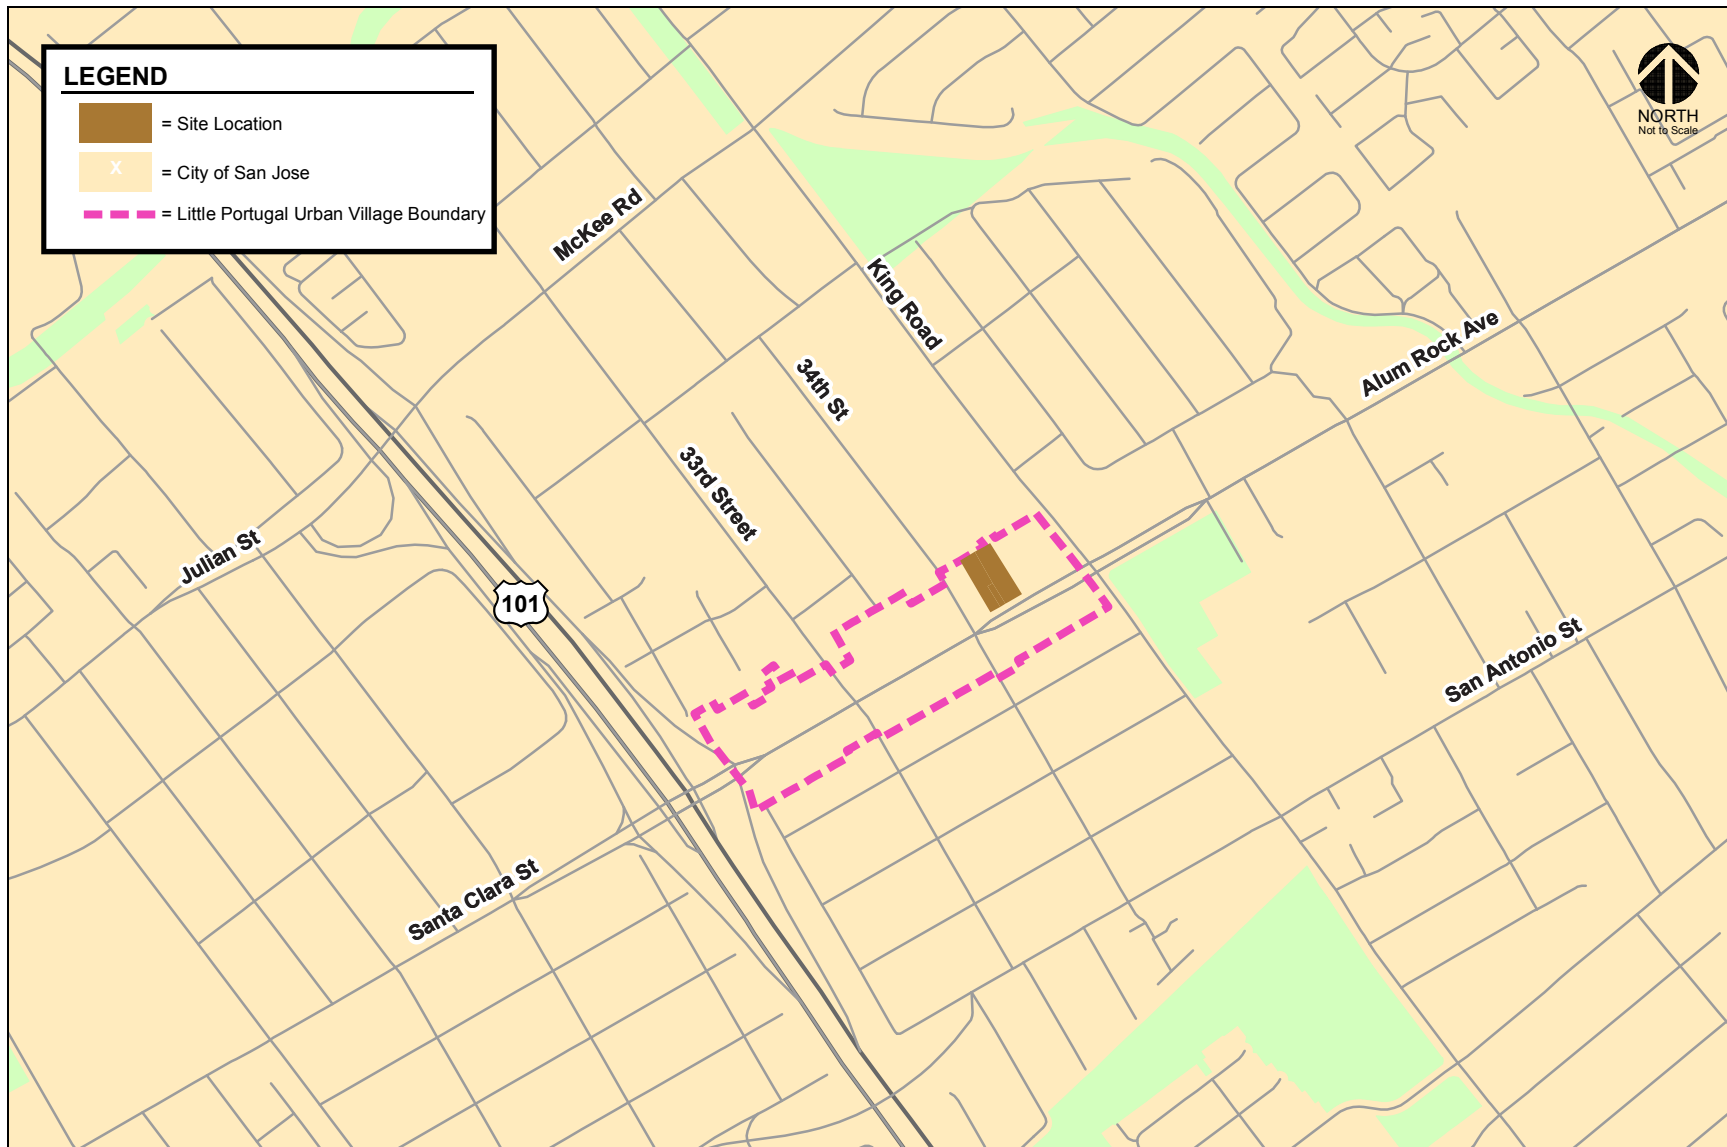 LEGEND
= Site Location
x
= City of San Jose
= Little Portugal Urban Village Boundary
NORTH
Not to Scale
McKee Rd
King Road
Alum Rock Ave
34th St
33rd Street
Julian St
101
San Antonio St
Santa Clara St